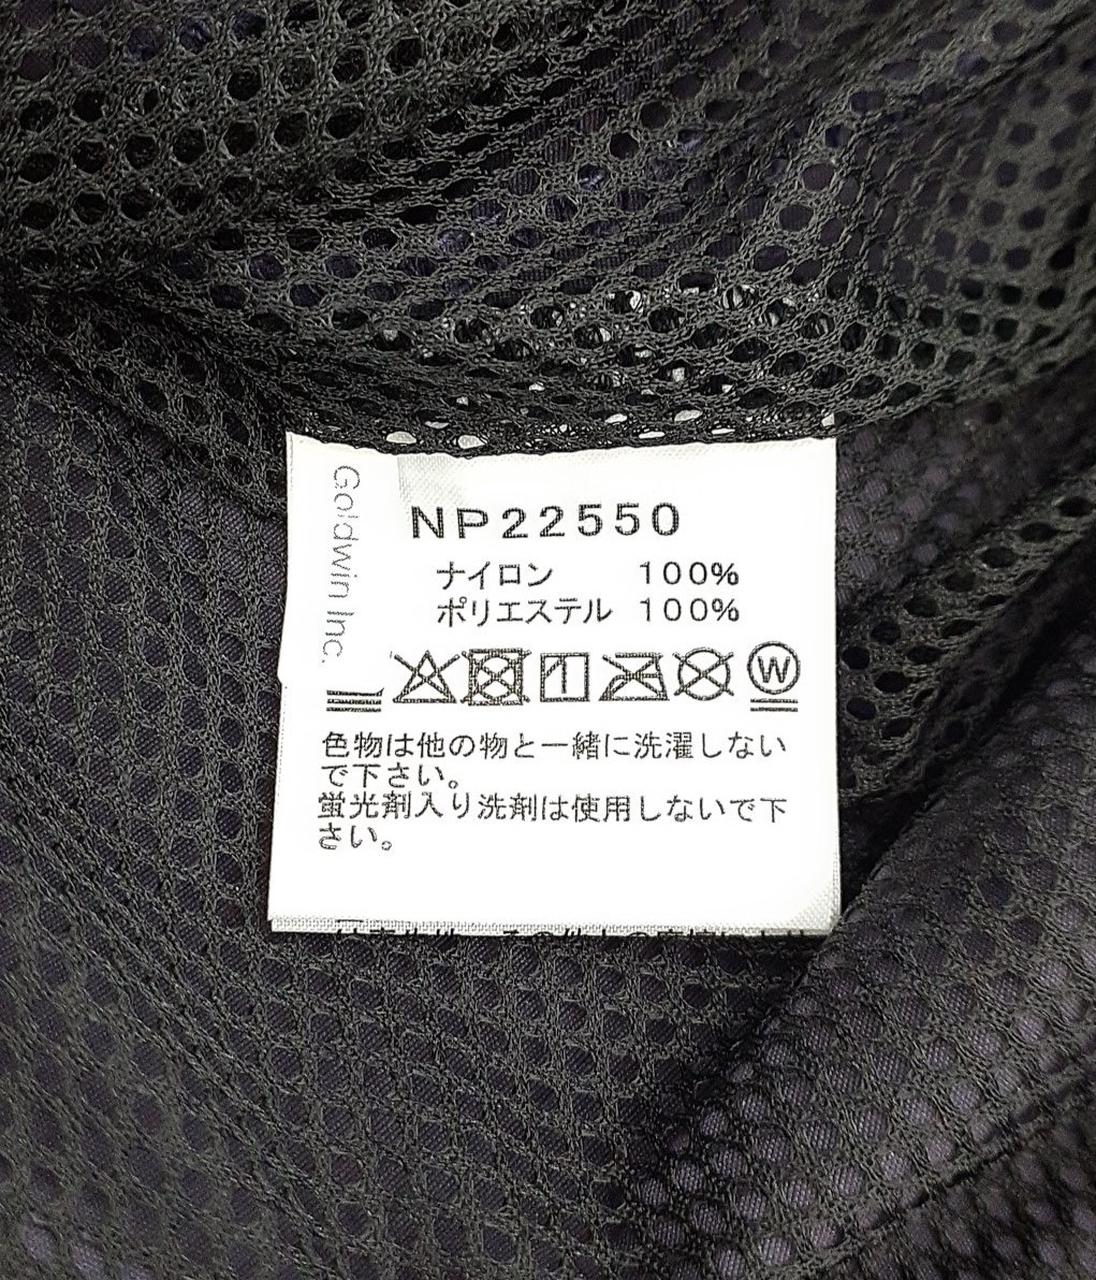 Goldwin Inc.
NP22550
ナイロン 100%
ポリエステル 100%
W
色物は他の物と一緒に洗濯しない
で下さい。
蛍光剤入り洗剤は使用しないで下
さい。